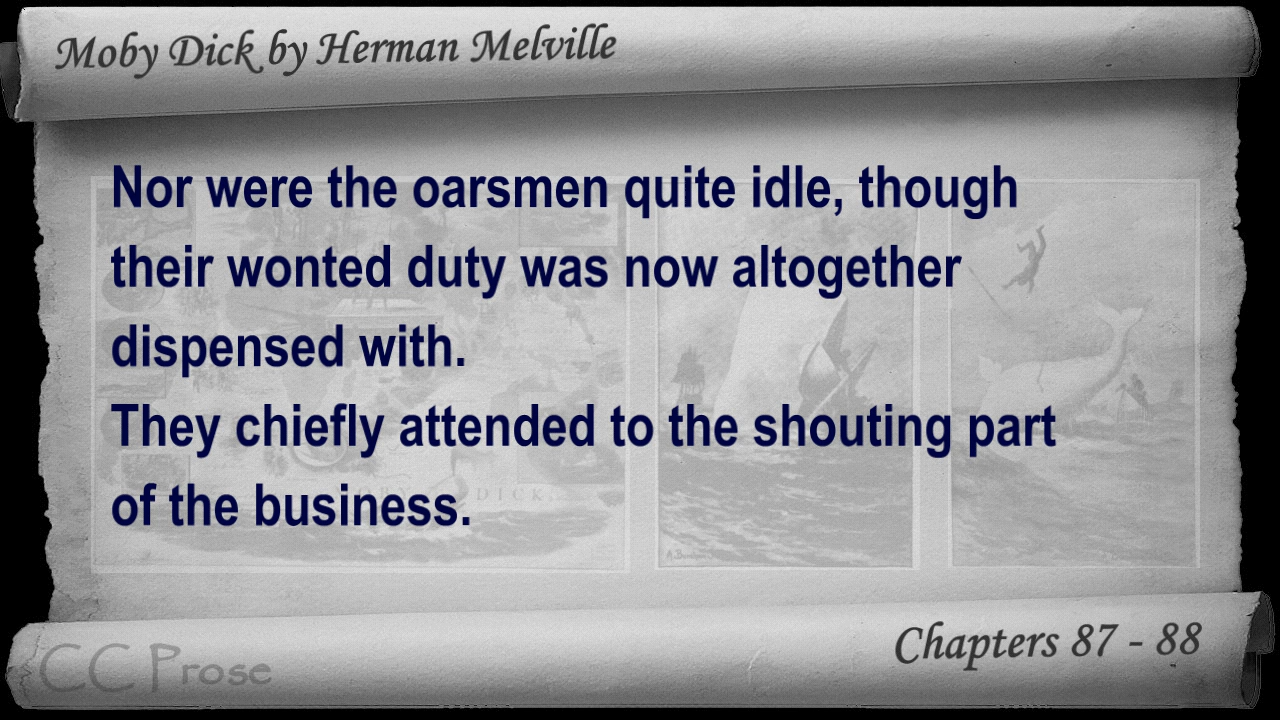 Moby Dick by Herman Melville
Nor were the oarsmen quite idle, though
their wonted duty was now altogether
dispensed with.
They chiefly attended to the shouting part
of the business.
DICK
Chapters 87 - 88
CC Prose